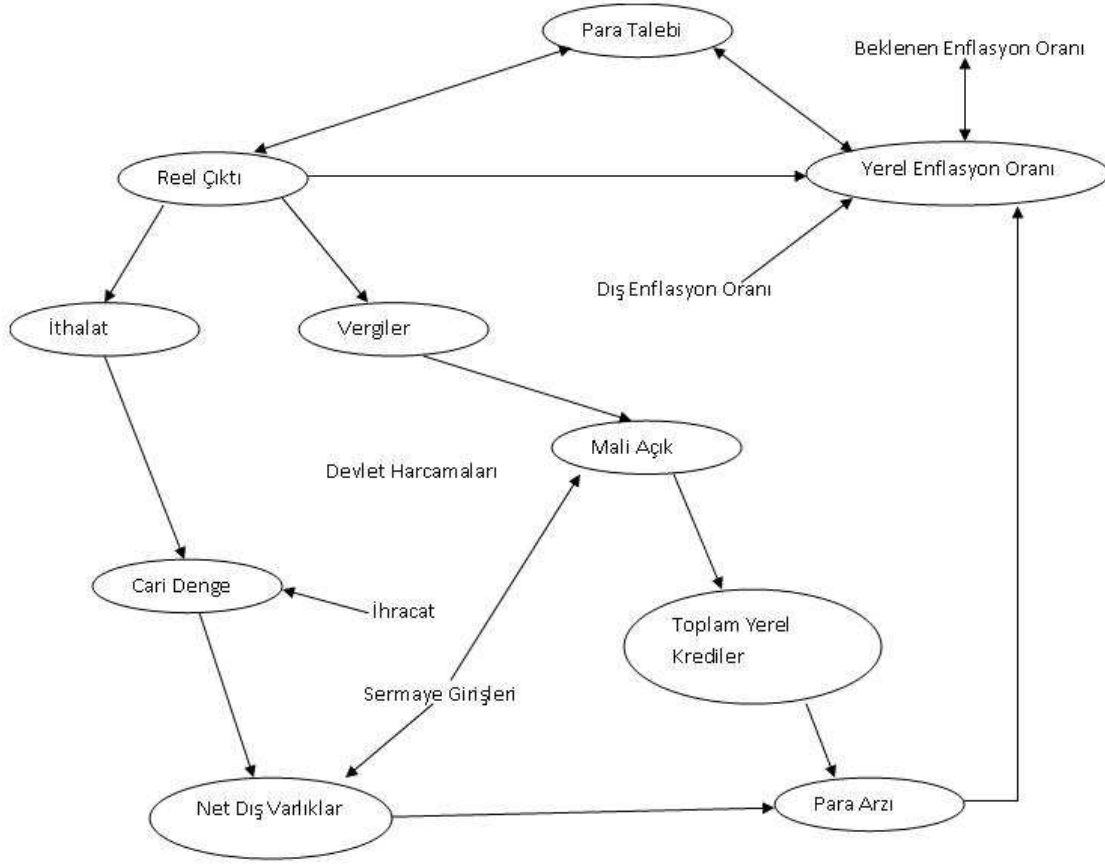 Para Talebi
Beklenen Enflasyon Oranı
Reel Çıktı
Yerel Enflasyon Oranı
Dış Enflasyon Oranı
İthalat
Vergiler
Mali Açık
Devlet Harcamaları
Cari Denge
İhracat
Toplam Yerel
Krediler
Sermaye Girişleri
Net Dış Varlıklar
Para Arzı